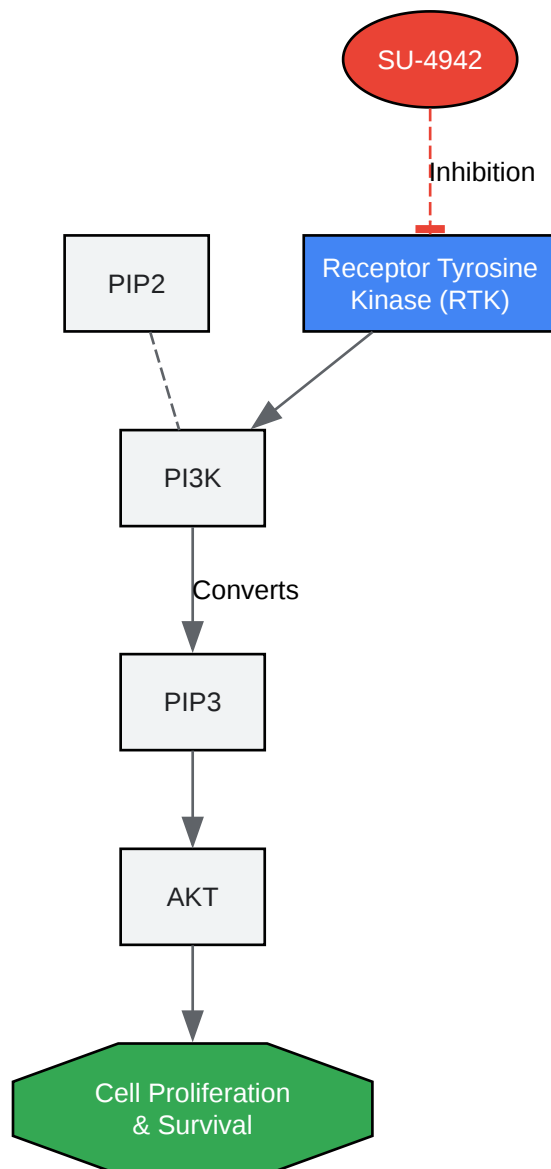 SU-4942
Inhibition
PIP2
Receptor Tyrosine
Kinase (RTK)
PI3K
Converts
PIP3
AKT
Cell Proliferation
& Survival